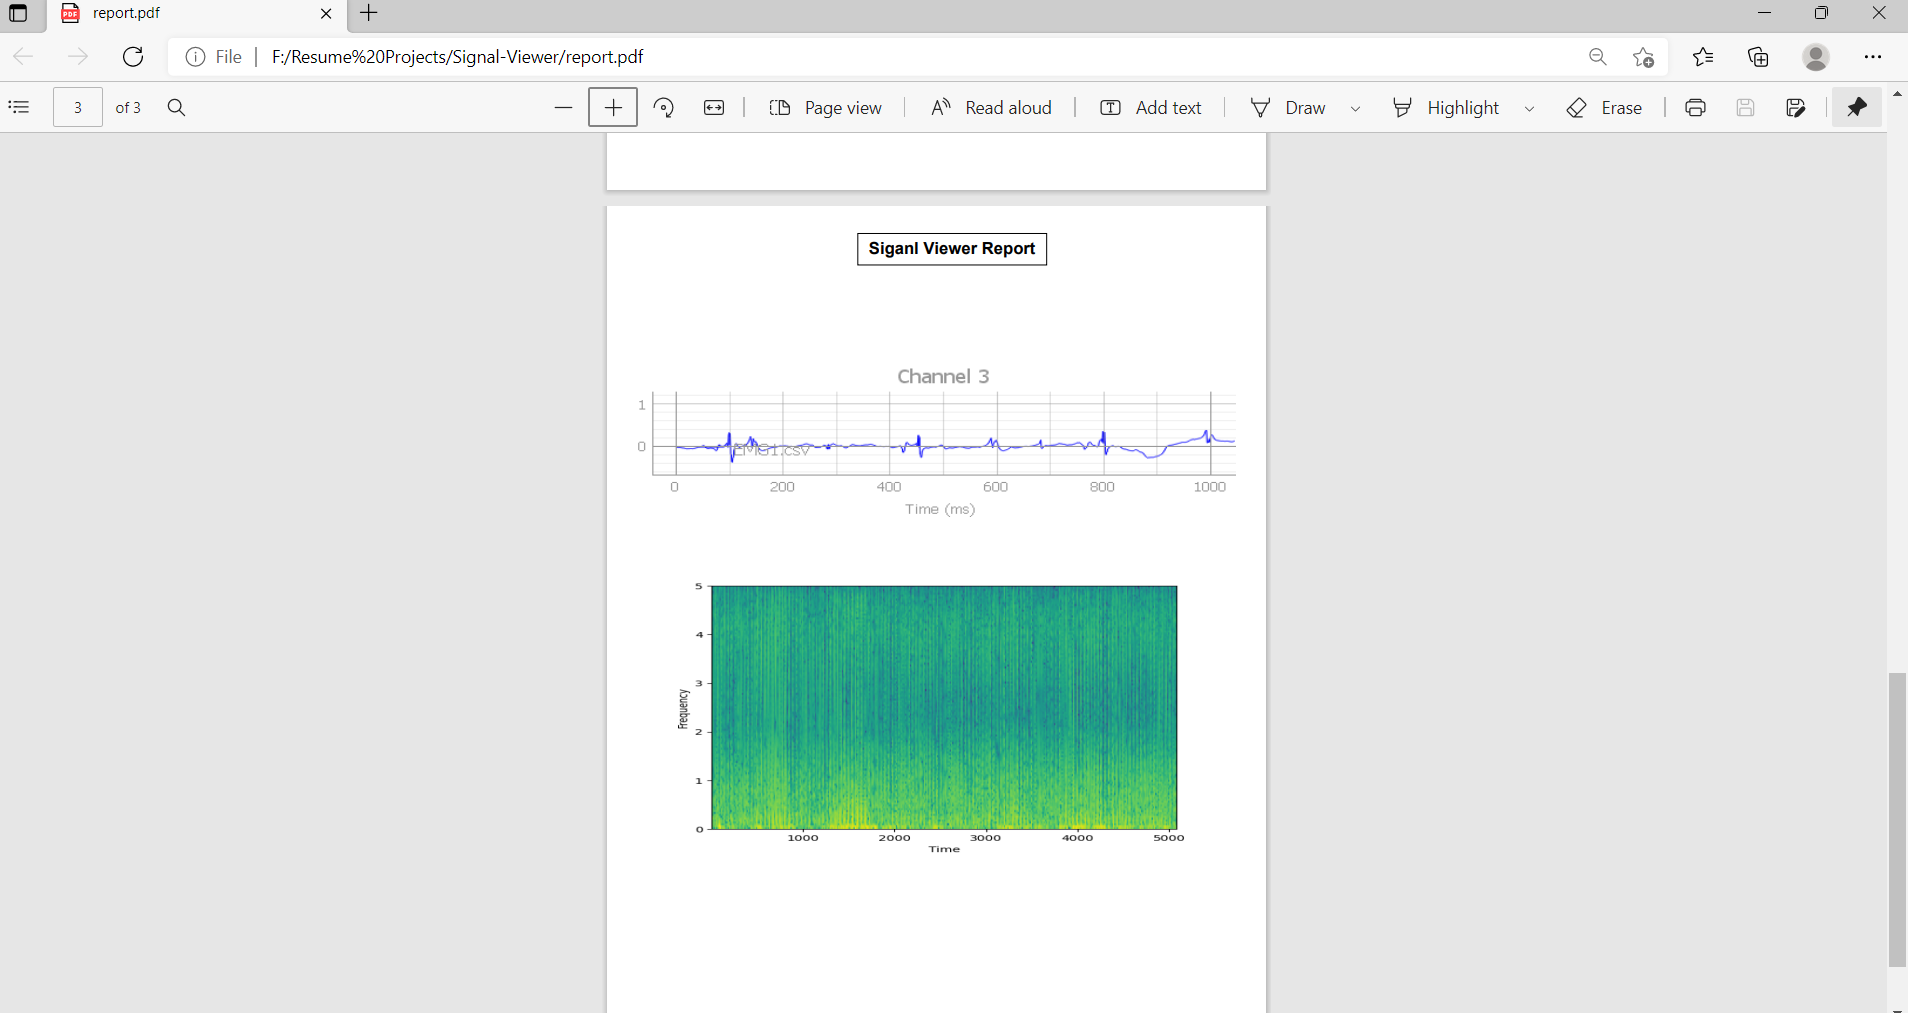 report.pdf
File F:/Resume%20Projects/Signal-Viewer/report.pdf
3 of 3 Page view Read aloud Add text Draw Highlight Erase
Siganl Viewer Report
Channel 3
1
0
EMG1.csv
0 200 400 600 800 1000
Time (ms)
5
4
3
2
1
0
Frequency
1000 2000 3000 4000 5000
Time